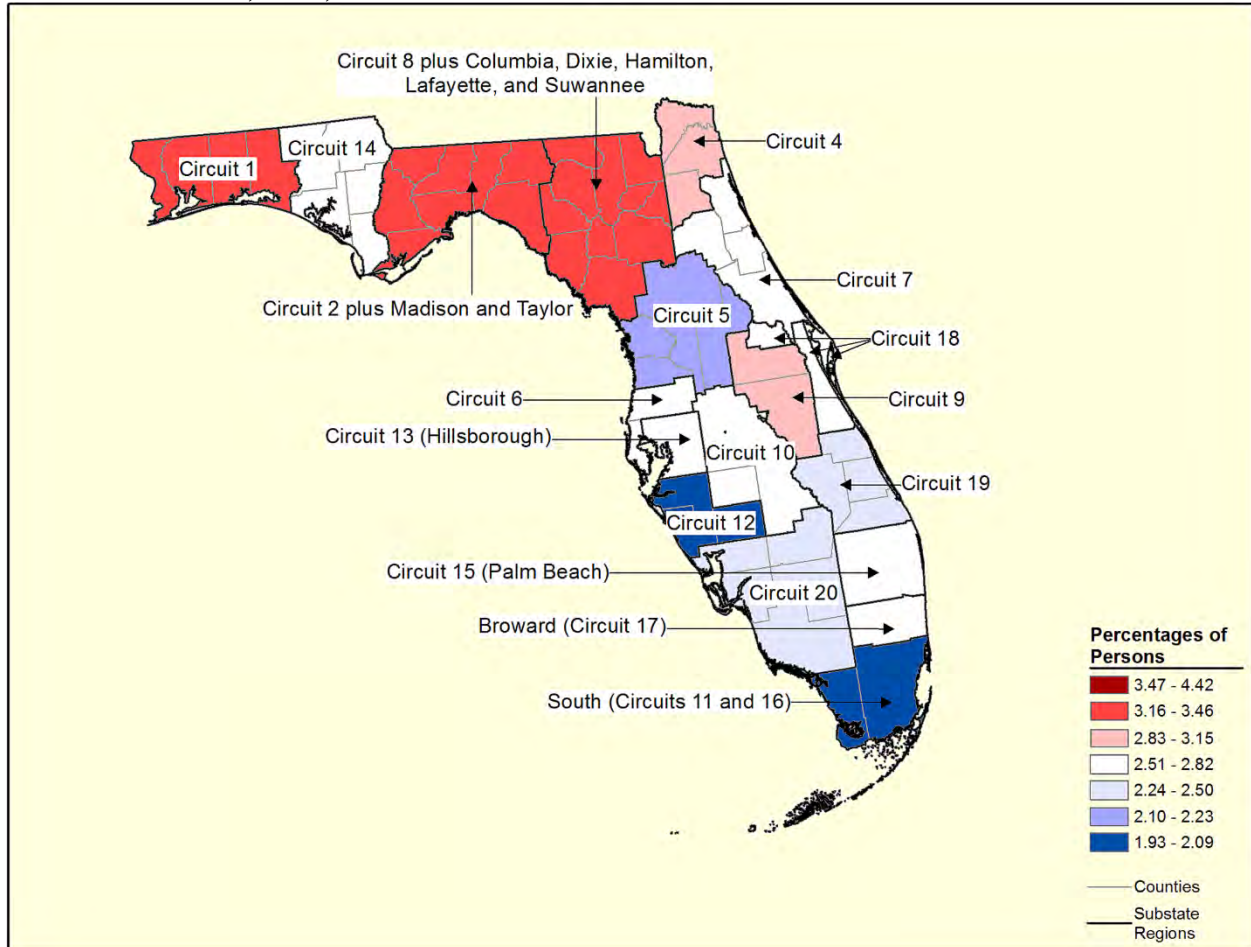 Circuit 8 plus Columbia, Dixie, Hamilton,
Lafayette, and Suwannee
Circuit 4
Circuit 14
Circuit 1
Circuit 7
Circuit 2 plus Madison and Taylor
Circuit 5
Circuit 18
Circuit 6
Circuit 9
Circuit 13 (Hillsborough)
Circuit 10
Circuit 19
Circuit 12
Circuit 15 (Palm Beach)
Circuit 20
Broward (Circuit 17)
South (Circuits 11 and 16)
Percentages of
Persons
3.47 - 4.42
3.16 - 3.46
2.83 - 3.15
2.51 - 2.82
2.24 - 2.50
2.10 - 2.23
1.93 - 2.09
Counties
Substate
Regions